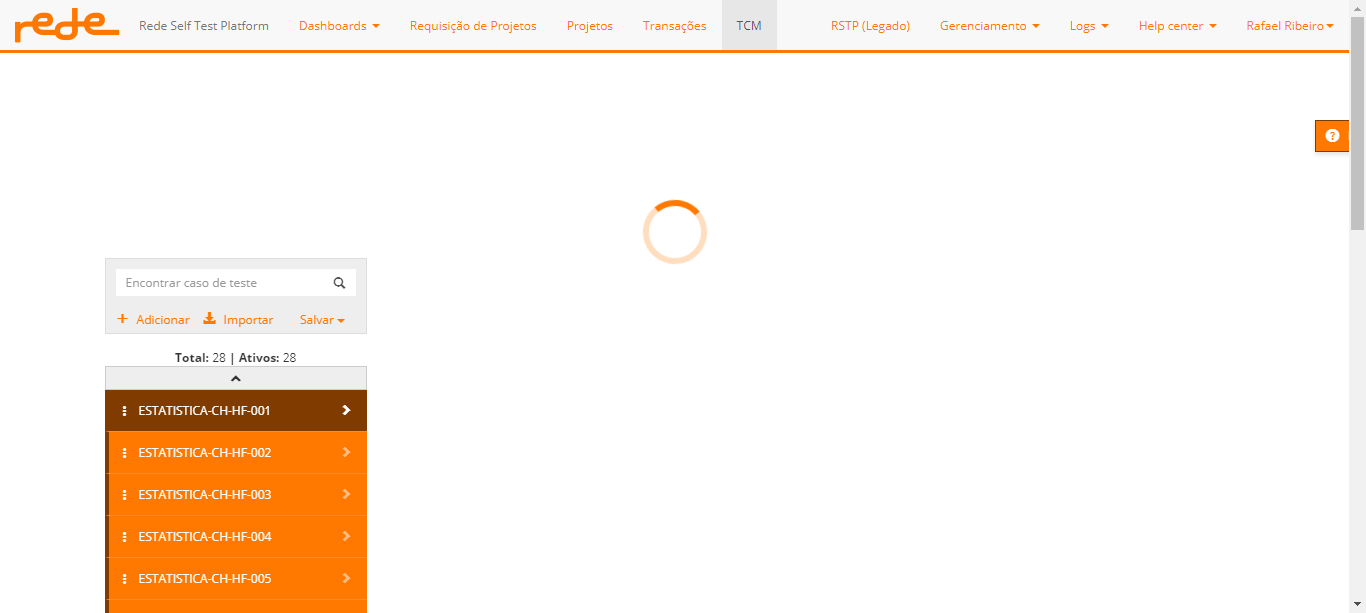 rede Rede Self Test Platform Dashboards Requisição de Projetos Projetos Transações TCM RSTP (Legado) Gerenciamento Logs Help center Rafael Ribeiro
Encontrar caso de teste
+ Adicionar Importar Salvar
Total: 28 | Ativos: 28
ESTATISTICA-CH-HF-001
ESTATISTICA-CH-HF-002
ESTATISTICA-CH-HF-003
ESTATISTICA-CH-HF-004
ESTATISTICA-CH-HF-005